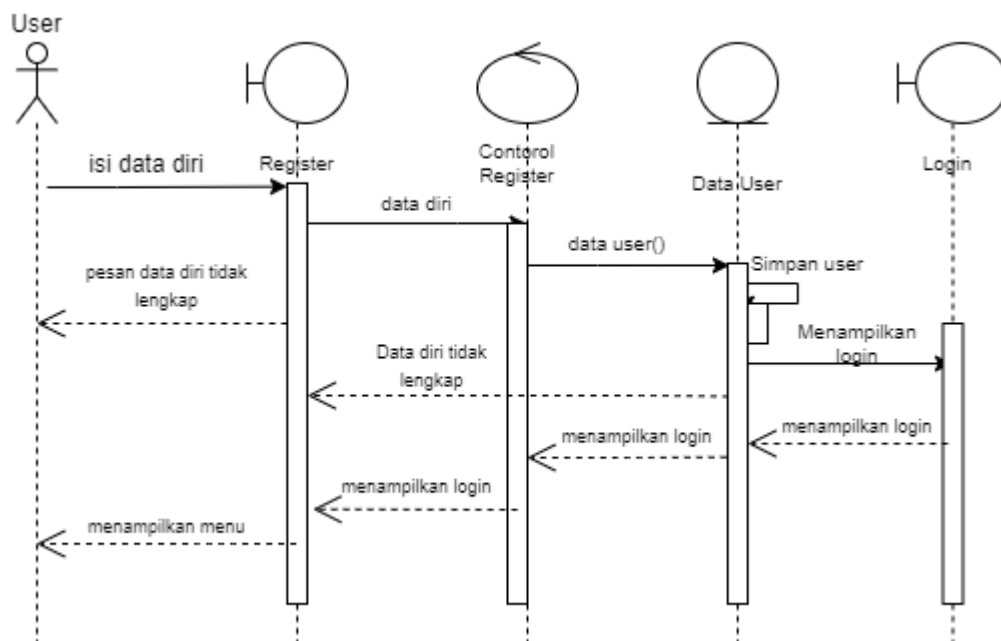 User
Register
Contorol
Register
Data User
Login
isi data diri
data diri
data user()
Simpan user
pesan data diri tidak
lengkap
Menampilkan
login
Data diri tidak
lengkap
menampilkan login
menampilkan login
menampilkan login
menampilkan menu